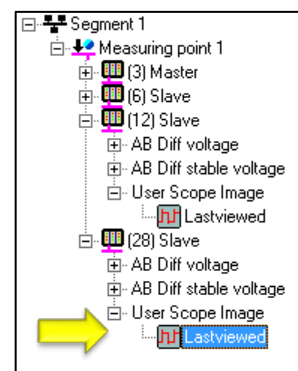 Segment 1
Measuring point 1
(3) Master
(6) Slave
(12) Slave
AB Diff voltage
AB Diff stable voltage
User Scope Image
Lastviewed
(28) Slave
AB Diff voltage
AB Diff stable voltage
User Scope Image
Lastviewed